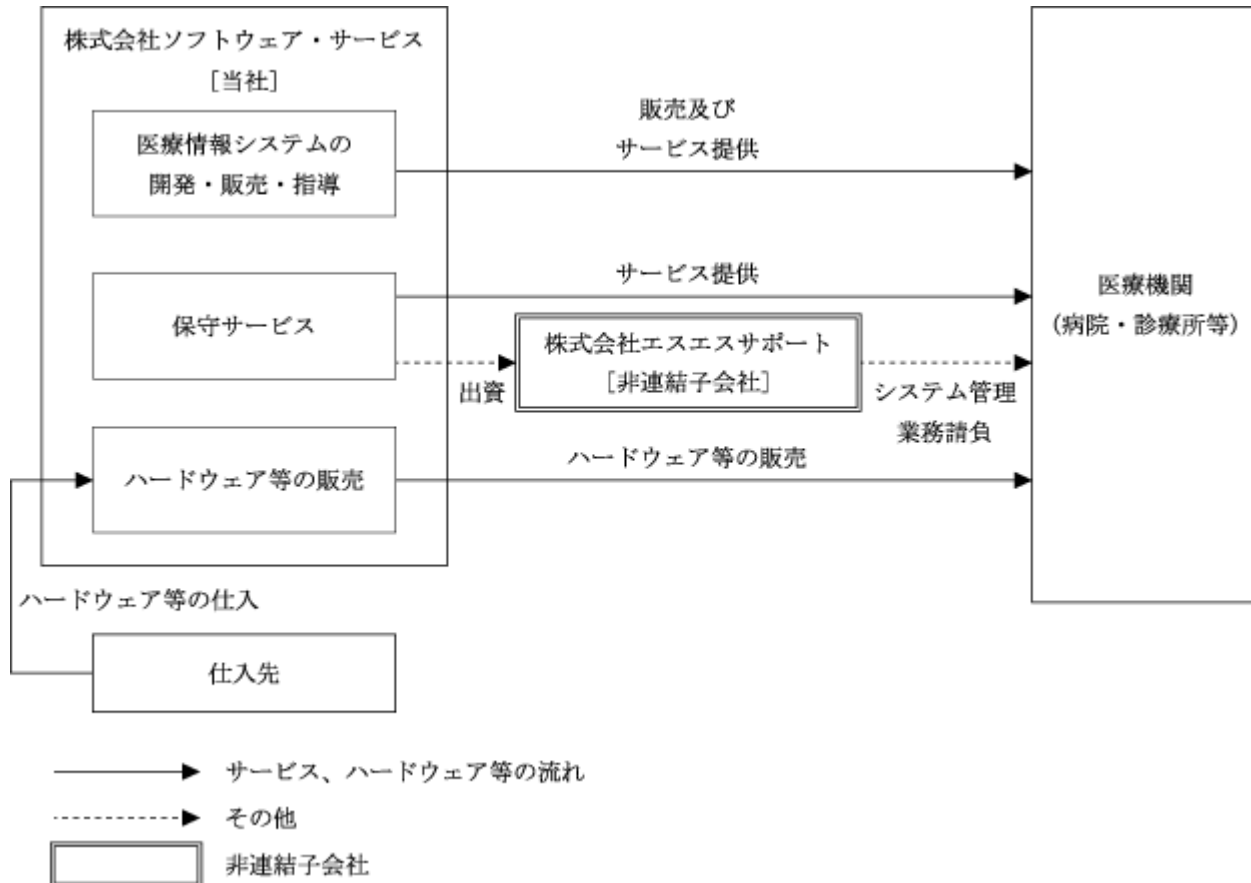 株式会社ソフトウェア・サービス
[当社]
医療情報システムの
開発・販売・指導
販売及び
サービス提供
保守サービス
サービス提供
出資
株式会社エスエスサポート
[非連結子会社]
システム管理
業務請負
医療機関
(病院・診療所等)
ハードウェア等の販売
ハードウェア等の販売
ハードウェア等の仕入
仕入先
サービス、ハードウェア等の流れ
その他
非連結子会社